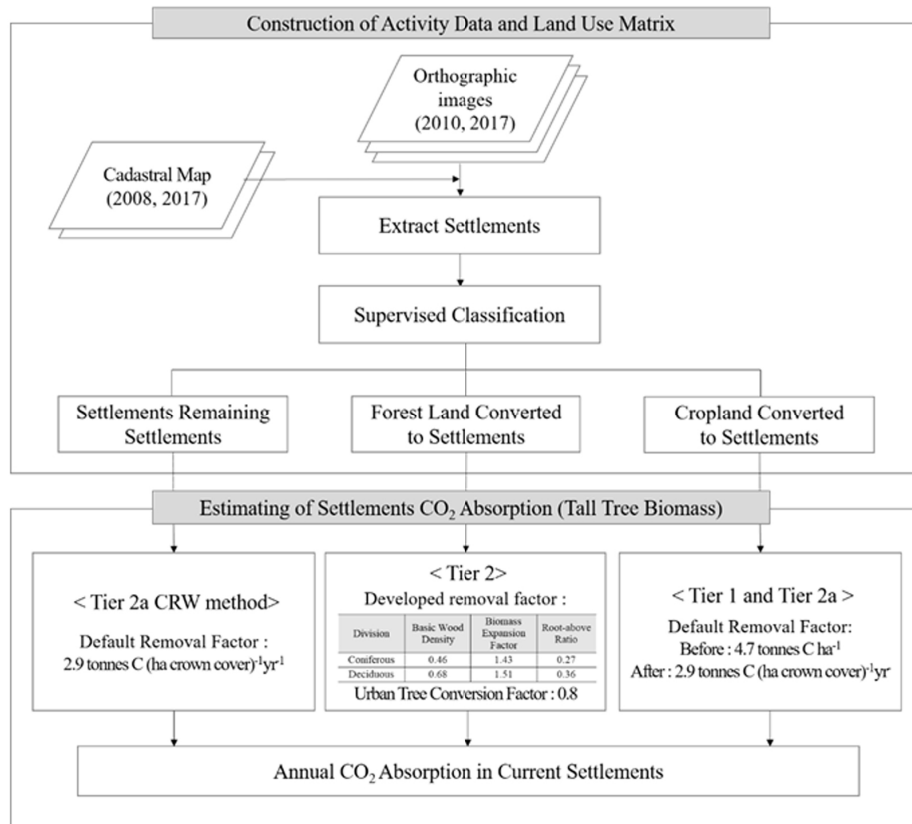 Construction of Activity Data and Land Use Matrix
Orthographic
images
(2010, 2017)
Cadastral Map
(2008, 2017)
Extract Settlements
Supervised Classification
Settlements Remaining
Settlements
Forest Land Converted
to Settlements
Cropland Converted
to Settlements
Estimating of Settlements CO₂ Absorption (Tall Tree Biomass)
< Tier 2a CRW method>
Default Removal Factor :
2.9 tonnes C (ha crown cover)⁻¹yr⁻¹
< Tier 2>
Developed removal factor :
Division Basic Wood Density Biomass Expansion Factor Root-above Ratio
Coniferous 0.46 1.43 0.27
Deciduous 0.68 1.51 0.36
Urban Tree Conversion Factor : 0.8
< Tier 1 and Tier 2a >
Default Removal Factor:
Before : 4.7 tonnes C ha⁻¹
After : 2.9 tonnes C (ha crown cover)⁻¹yr⁻
Annual CO₂ Absorption in Current Settlements